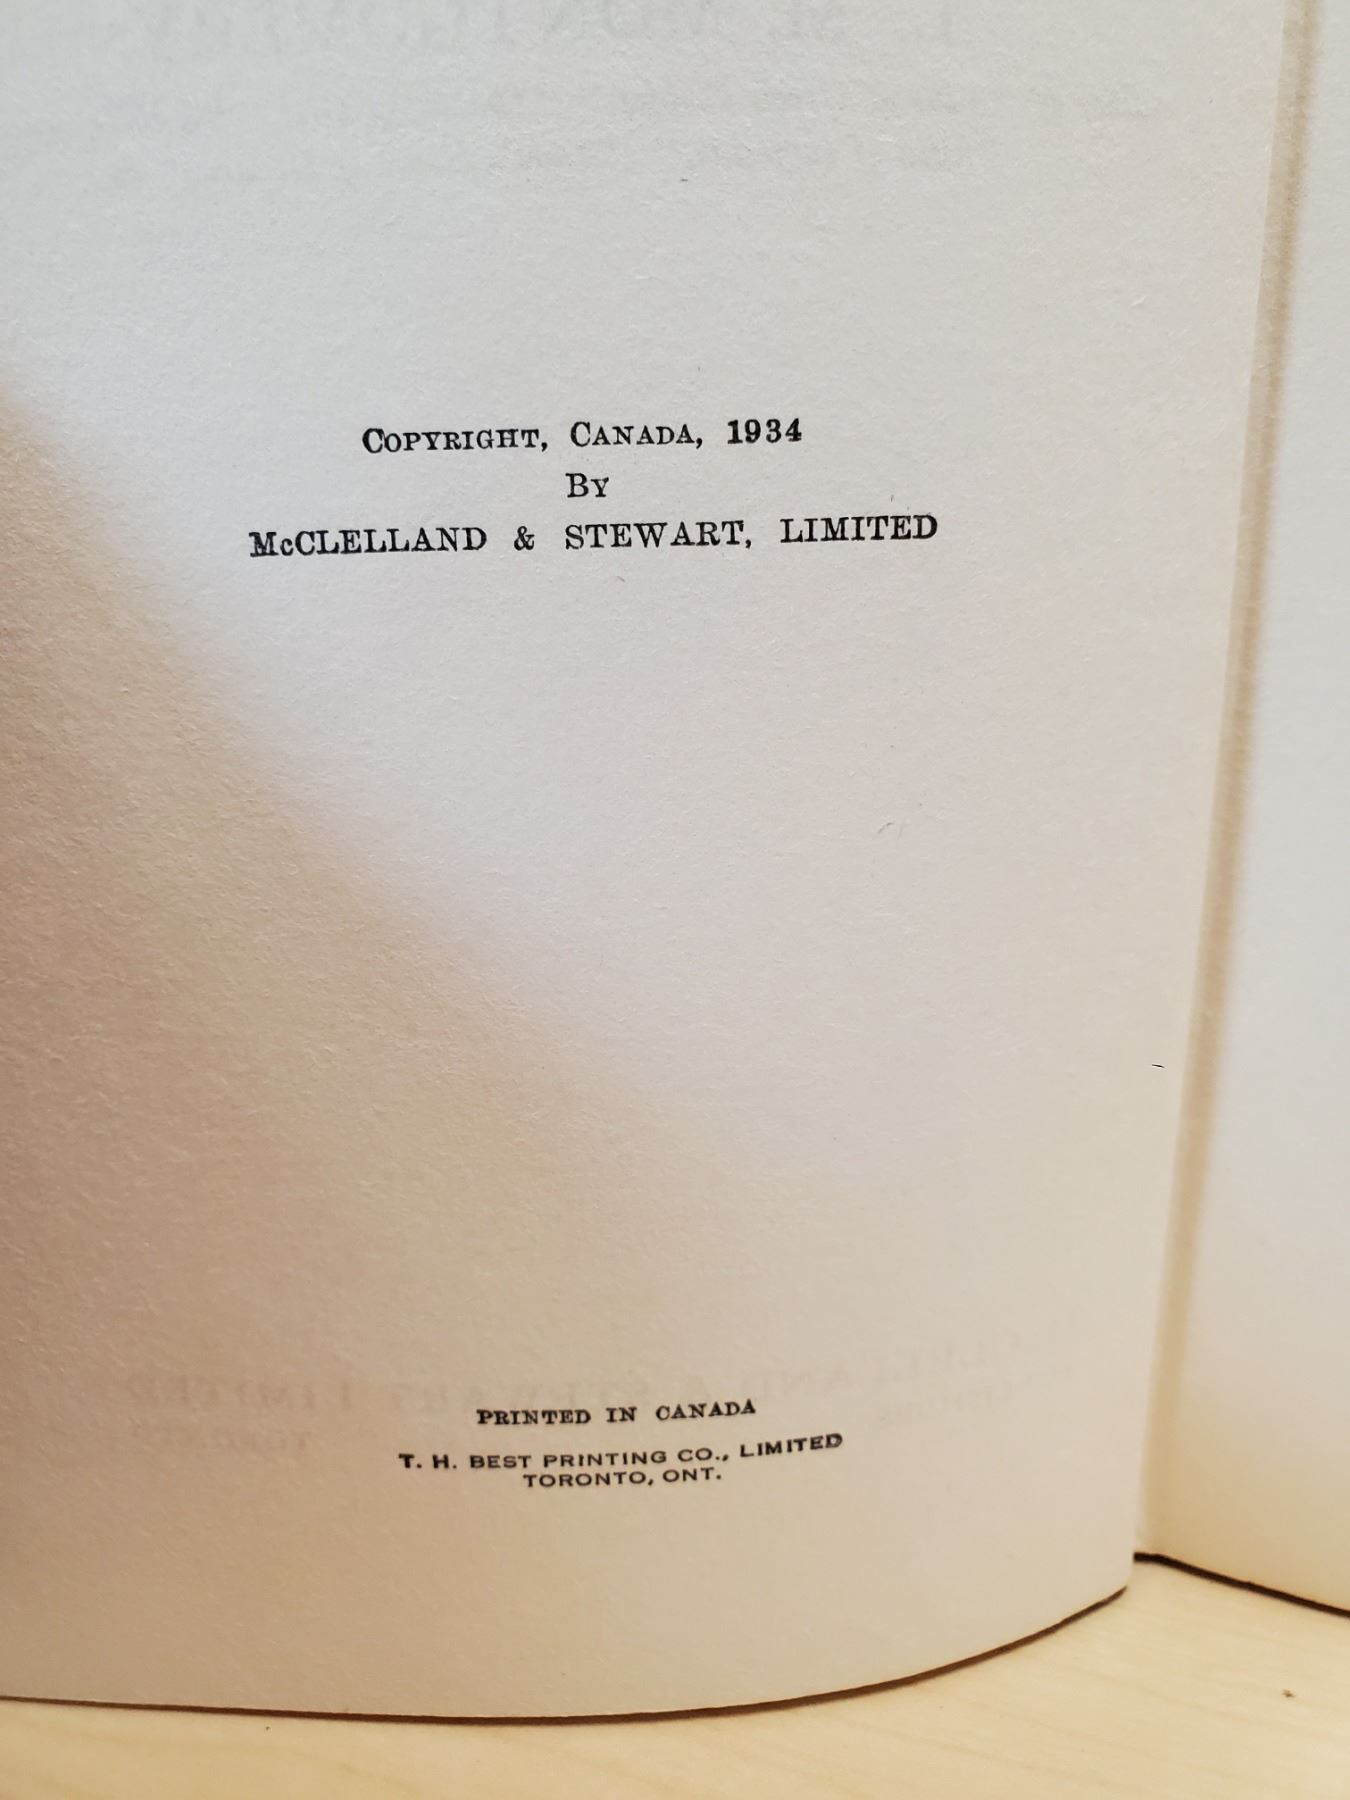 COPYRIGHT, CANADA, 1934
BY
McCLELLAND & STEWART, LIMITED
PRINTED IN CANADA
T. H. BEST PRINTING CO., LIMITED
TORONTO, ONT.